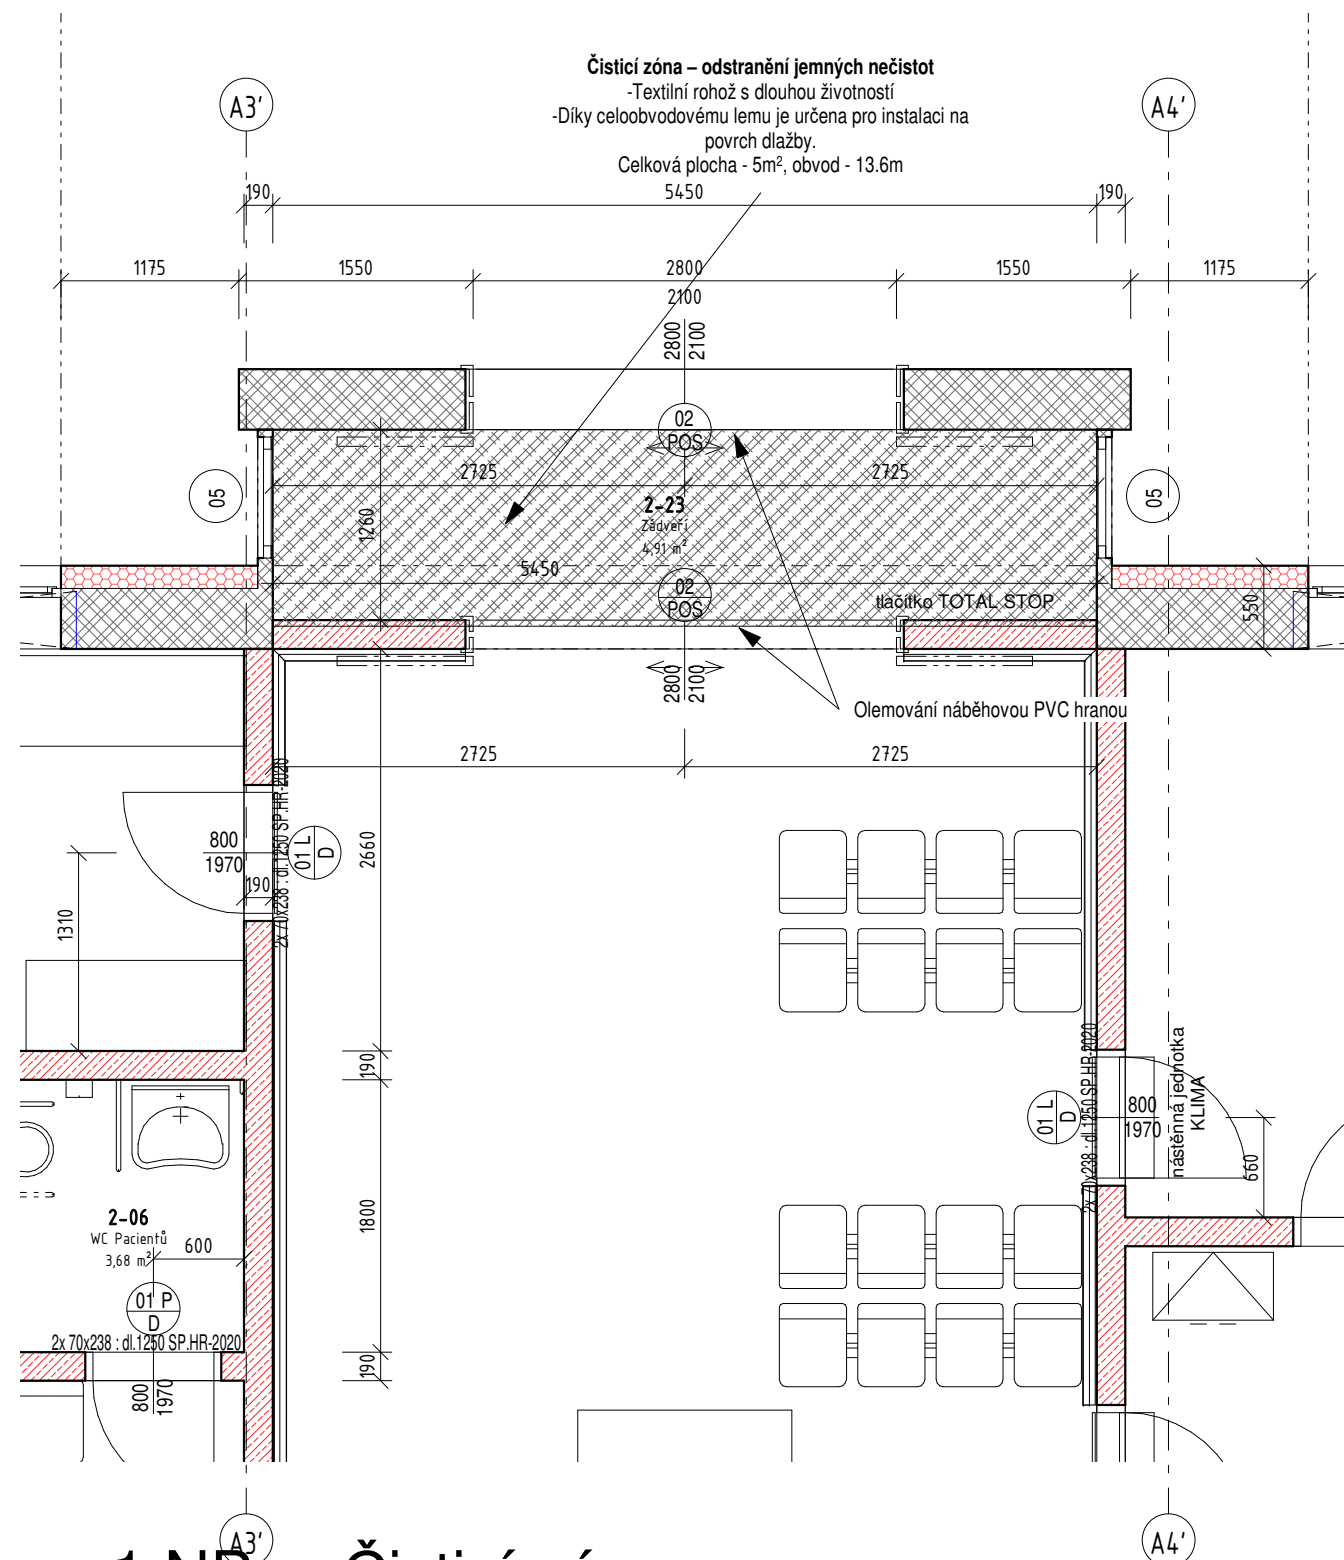 Čisticí zóna – odstranění jemných nečistot
-Textilní rohož s dlouhou životností
-Díky celoobvodovému lemu je určena pro instalaci na
povrch dlažby.
Celková plocha - 5m², obvod - 13.6m
A3'
A4'
190
5450
190
1175
1550
2800
1550
1175
2100
2800
2100
02
POS
05
05
2725
2725
1260
2-23
Zádveří
4,91 m²
5450
02
POS
tlačítko TOTAL STOP
550
2800
2100
Olemování náběhovou PVC hranou
2725
2725
2x 70x238 : dl.1250 SP.HR-2020
800
1970
01 L
D
190
2660
1310
190
2x 70x238 : dl.1250 SP.HR-2020
01 L
D
800
1970
nástěnná jednotka
KLIMA
660
2-06
WC Pacientů
3,68 m²
600
1800
01 P
D
2x 70x238 : dl.1250 SP.HR-2020
190
800
1970
A3'
A4'